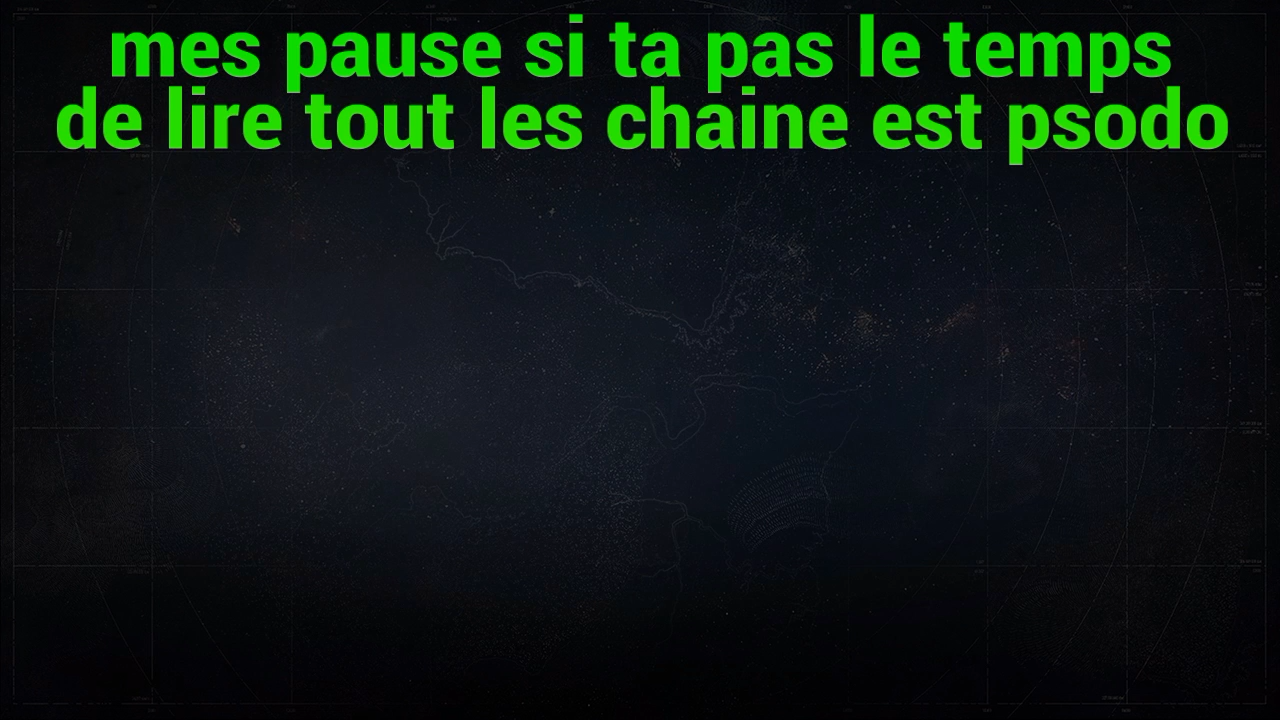 mes pause si ta pas le temps
de lire tout les chaine est psodo